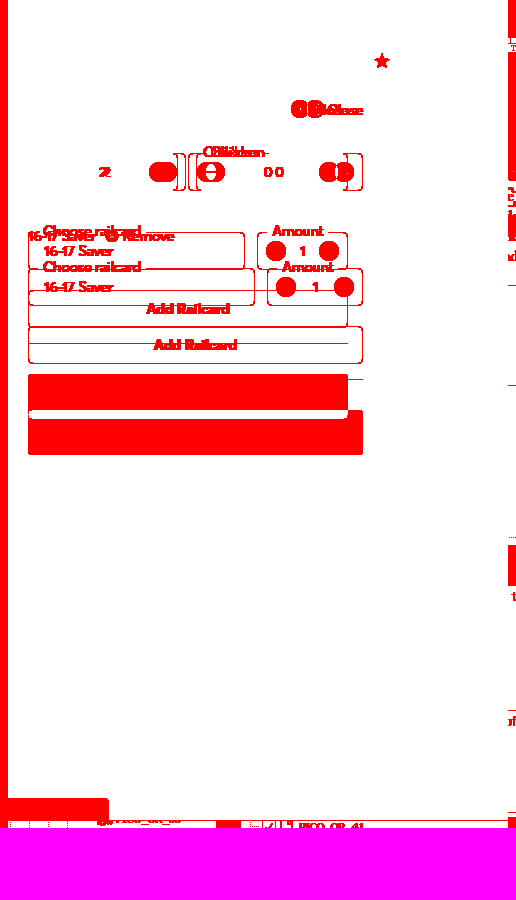 Close
Children
2 0 0
16-17 Saver Remove
Choose railcard Amount
16-17 Saver 1
Choose railcard Amount
16-17 Saver 1
Add Railcard
Add Railcard